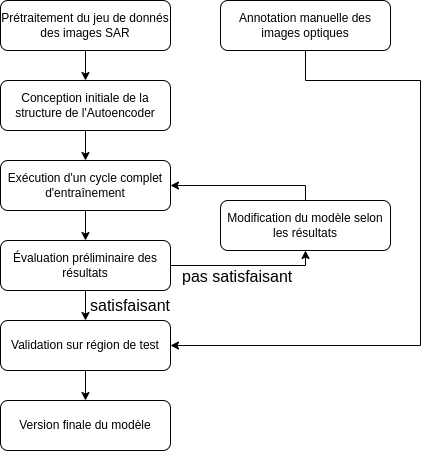 Prétraitement du jeu de donnés
des images SAR
Annotation manuelle des
images optiques
Conception initiale de la
structure de l'Autoencoder
Exécution d'un cycle complet
d'entraînement
Modification du modèle selon
les résultats
Évaluation préliminaire des
résultats
pas satisfaisant
satisfaisant
Validation sur région de test
Version finale du modèle